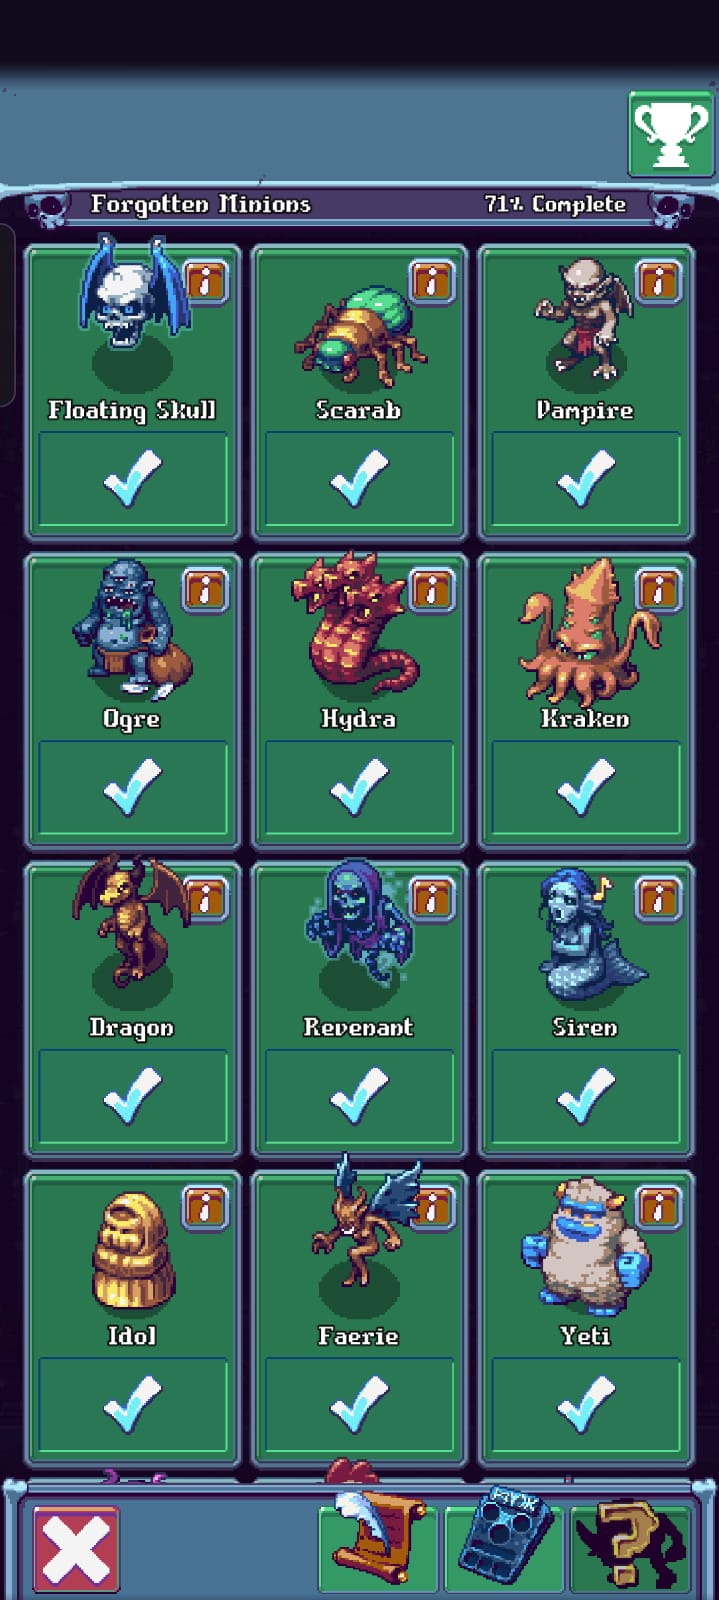 Forgotten Minions 71% Complete
Floating Skull Scarab Vampire
Ogre Hydra Kraken
Dragon Revenant Siren
Idol Faerie Yeti
?